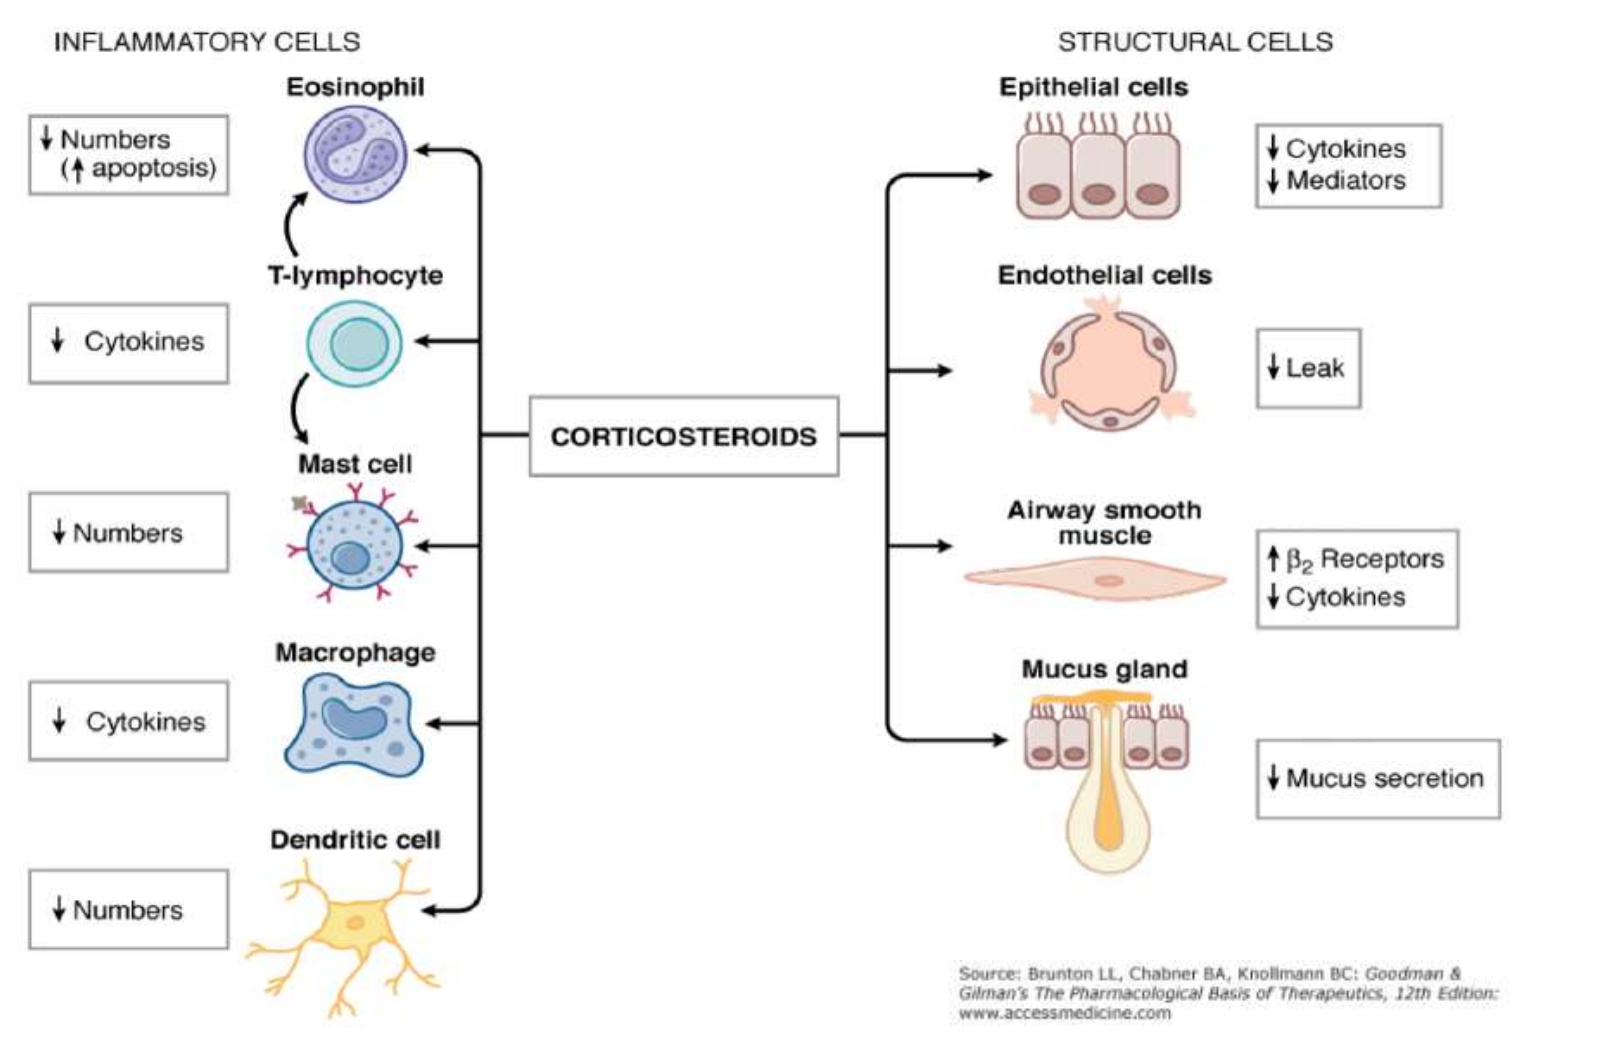 INFLAMMATORY CELLS
Eosinophil
↓ Numbers
(↑ apoptosis)
T-lymphocyte
↓ Cytokines
Mast cell
↓ Numbers
Macrophage
↓ Cytokines
Dendritic cell
↓ Numbers
CORTICOSTEROIDS
STRUCTURAL CELLS
Epithelial cells
↓ Cytokines
↓ Mediators
Endothelial cells
↓ Leak
Airway smooth
muscle
↑ β₂ Receptors
↓ Cytokines
Mucus gland
↓ Mucus secretion
Source: Brunton LL, Chabner BA, Knollmann BC: Goodman &
Gilman's The Pharmacological Basis of Therapeutics, 12th Edition:
www.accessmedicine.com